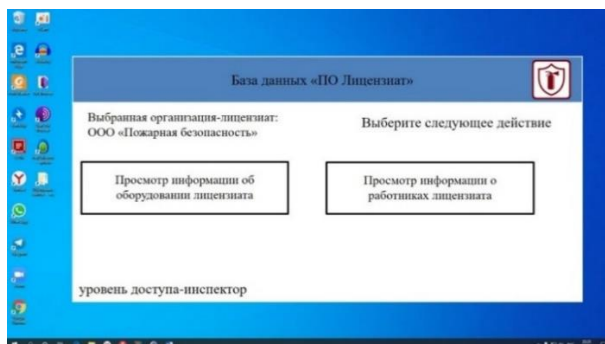 База данных «ПО Лицензиат»
Выбранная организация-лицензиат:
ООО «Пожарная безопасность»
Выберите следующее действие
Просмотр информации об
оборудовании лицензиата
Просмотр информации о
работниках лицензиата
уровень доступа-инспектор